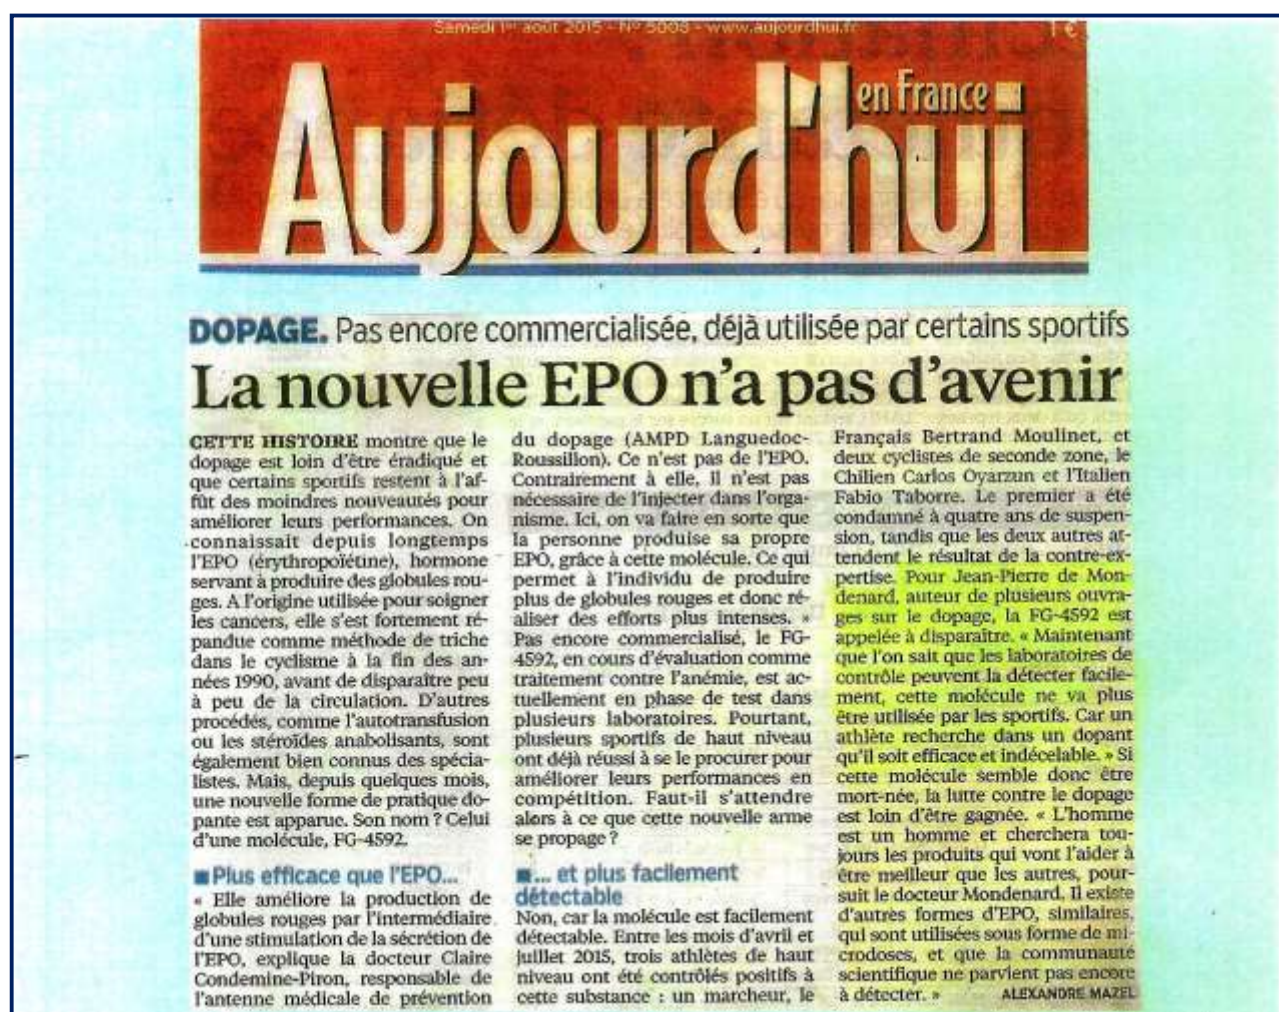 Samedi 1er août 2015 - N° 5008 - www.aujourdhui.fr
1 €
Aujourd'hui
en France
DOPAGE. Pas encore commercialisée, déjà utilisée par certains sportifs
La nouvelle EPO n'a pas d'avenir
CETTE HISTOIRE montre que le
dopage est loin d'être éradiqué et
que certains sportifs restent à l'af-
fût des moindres nouveautés pour
améliorer leurs performances. On
connaissait depuis longtemps
l'EPO (érythropoïétine), hormone
servant à produire des globules rou-
ges. A l'origine utilisée pour soigner
les cancers, elle s'est fortement ré-
pandue comme méthode de triche
dans le cyclisme à la fin des an-
nées 1990, avant de disparaître peu
à peu de la circulation. D'autres
procédés, comme l'autotransfusion
ou les stéroïdes anabolisants, sont
également bien connus des spécia-
listes. Mais, depuis quelques mois,
une nouvelle forme de pratique do-
pante est apparue. Son nom ? Celui
d'une molécule, FG-4592.
■ Plus efficace que l'EPO...
« Elle améliore la production de
globules rouges par l'intermédiaire
d'une stimulation de la sécrétion de
l'EPO, explique la docteur Claire
Condemine-Piron, responsable de
l'antenne médicale de prévention
du dopage (AMPD Languedoc-
Roussillon). Ce n'est pas de l'EPO.
Contrairement à elle, il n'est pas
nécessaire de l'injecter dans l'orga-
nisme. Ici, on va faire en sorte que
la personne produise sa propre
EPO, grâce à cette molécule. Ce qui
permet à l'individu de produire
plus de globules rouges et donc ré-
aliser des efforts plus intenses. »
Pas encore commercialisé, le FG-
4592, en cours d'évaluation comme
traitement contre l'anémie, est ac-
tuellement en phase de test dans
plusieurs laboratoires. Pourtant,
plusieurs sportifs de haut niveau
ont déjà réussi à se le procurer pour
améliorer leurs performances en
compétition. Faut-il s'attendre
alors à ce que cette nouvelle arme
se propage ?
■ ... et plus facilement
détectable
Non, car la molécule est facilement
détectable. Entre les mois d'avril et
juillet 2015, trois athlètes de haut
niveau ont été contrôlés positifs à
cette substance : un marcheur, le
Français Bertrand Moulinet, et
deux cyclistes de seconde zone, le
Chilien Carlos Oyarzun et l'Italien
Fabio Taborre. Le premier a été
condamné à quatre ans de suspen-
sion, tandis que les deux autres at-
tendent le résultat de la contre-ex-
pertise. Pour Jean-Pierre de Mon-
denard, auteur de plusieurs ouvra-
ges sur le dopage, la FG-4592 est
appelée à disparaître. « Maintenant
que l'on sait que les laboratoires de
contrôle peuvent la détecter facile-
ment, cette molécule ne va plus
être utilisée par les sportifs. Car un
athlète recherche dans un dopant
qu'il soit efficace et indécelable. » Si
cette molécule semble donc être
mort-née, la lutte contre le dopage
est loin d'être gagnée. « L'homme
est un homme et cherchera tou-
jours les produits qui vont l'aider à
être meilleur que les autres, pour-
suit le docteur Mondenard. Il existe
d'autres formes d'EPO, similaires,
qui sont utilisées sous forme de mi-
crodoses, et que la communauté
scientifique ne parvient pas encore
à détecter. »
ALEXANDRE MAZEL